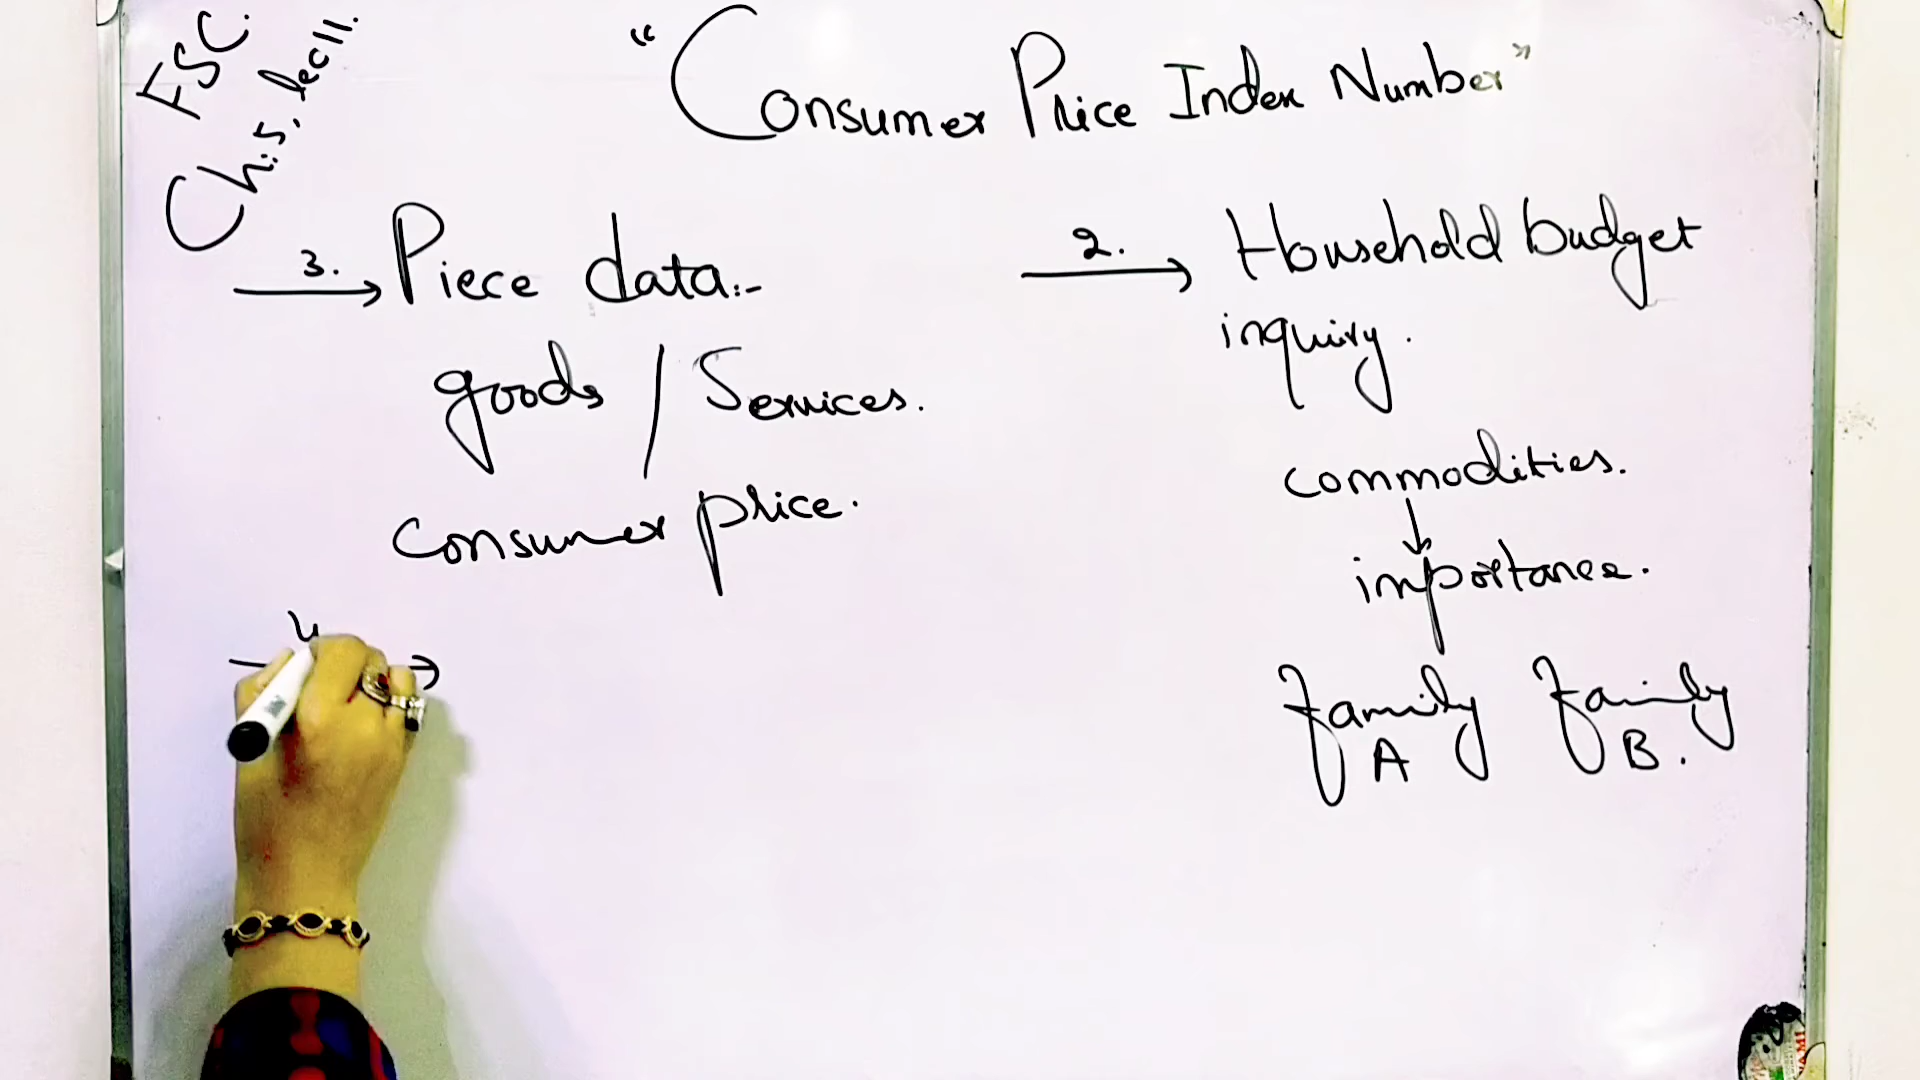 FSC.
Ch:5, lec11.
"Consumer Price Index Number"
3. Piece data:-
goods / Services.
Consumer price.
4
2. Household budget
inquiry.
commodities.
importance.
Family Family
A B.